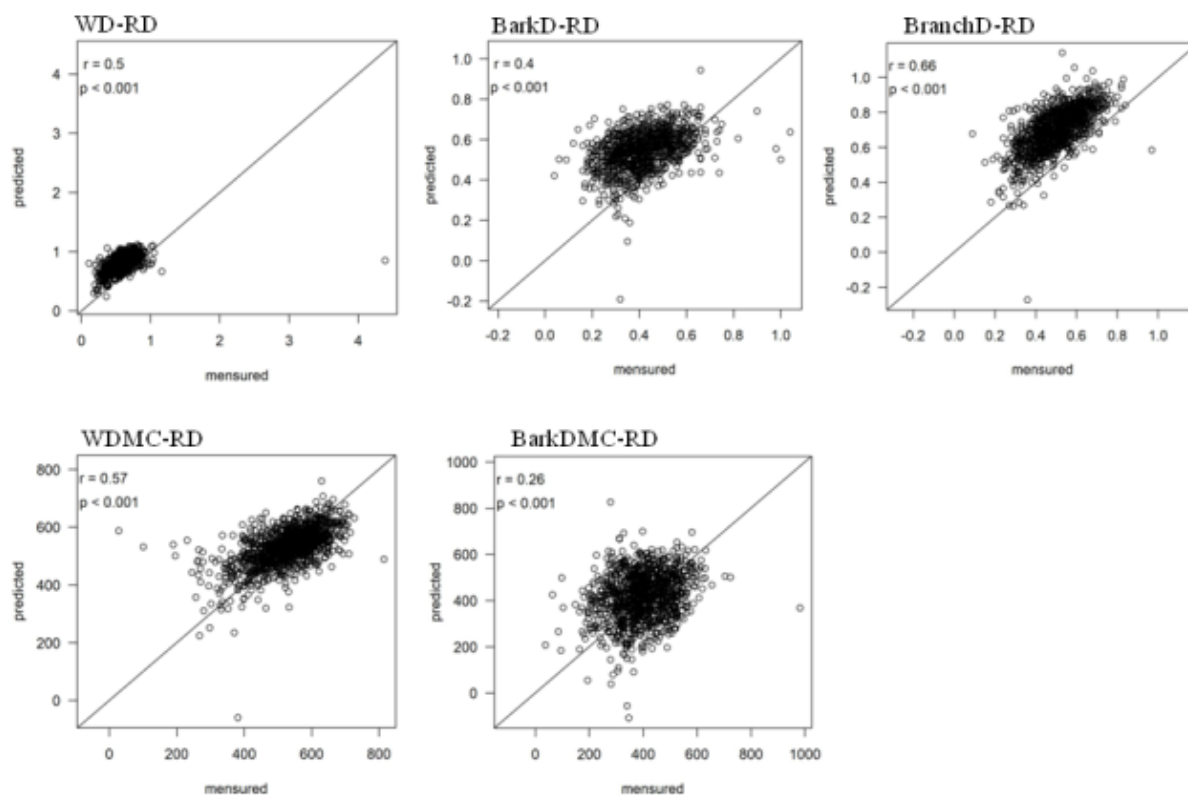 WD-RD
r = 0.5
p < 0.001
4
3
2
1
0
predicted
0 1 2 3 4
mensured
BarkD-RD
r = 0.4
p < 0.001
1.0
0.8
0.6
0.4
0.2
0.0
-0.2
predicted
-0.2 0.0 0.2 0.4 0.6 0.8 1.0
mensured
BranchD-RD
r = 0.66
p < 0.001
1.0
0.8
0.6
0.4
0.2
0.0
-0.2
predicted
-0.2 0.0 0.2 0.4 0.6 0.8 1.0
mensured
WDMC-RD
r = 0.57
p < 0.001
800
600
400
200
0
predicted
0 200 400 600 800
mensured
BarkDMC-RD
r = 0.26
p < 0.001
1000
800
600
400
200
0
predicted
0 200 400 600 800 1000
mensured